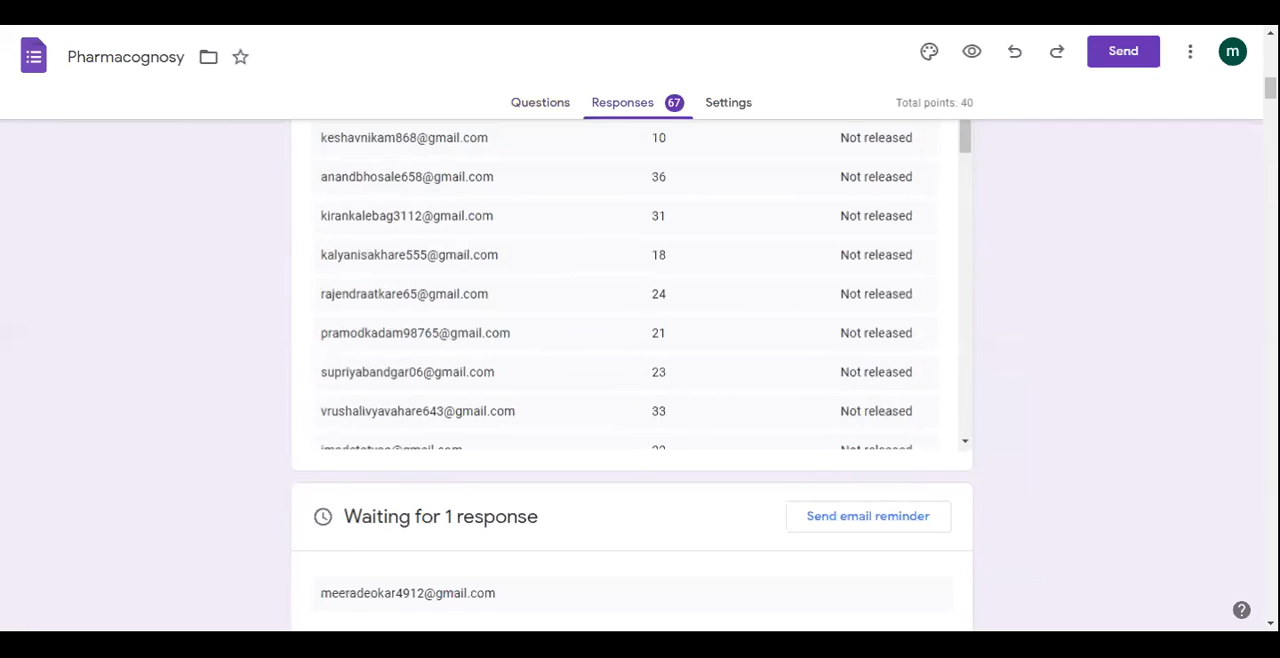 Pharmacognosy
Send
m
Questions
Responses 67
Settings
Total points: 40
keshavnikam868@gmail.com 10 Not released
anandbhosale658@gmail.com 36 Not released
kirankalebag3112@gmail.com 31 Not released
kalyanisakhare555@gmail.com 18 Not released
rajendraatkare65@gmail.com 24 Not released
pramodkadam98765@gmail.com 21 Not released
supriyabandgar06@gmail.com 23 Not released
vrushalivyavahare643@gmail.com 33 Not released
Not released
Waiting for 1 response
Send email reminder
meeradeokar4912@gmail.com